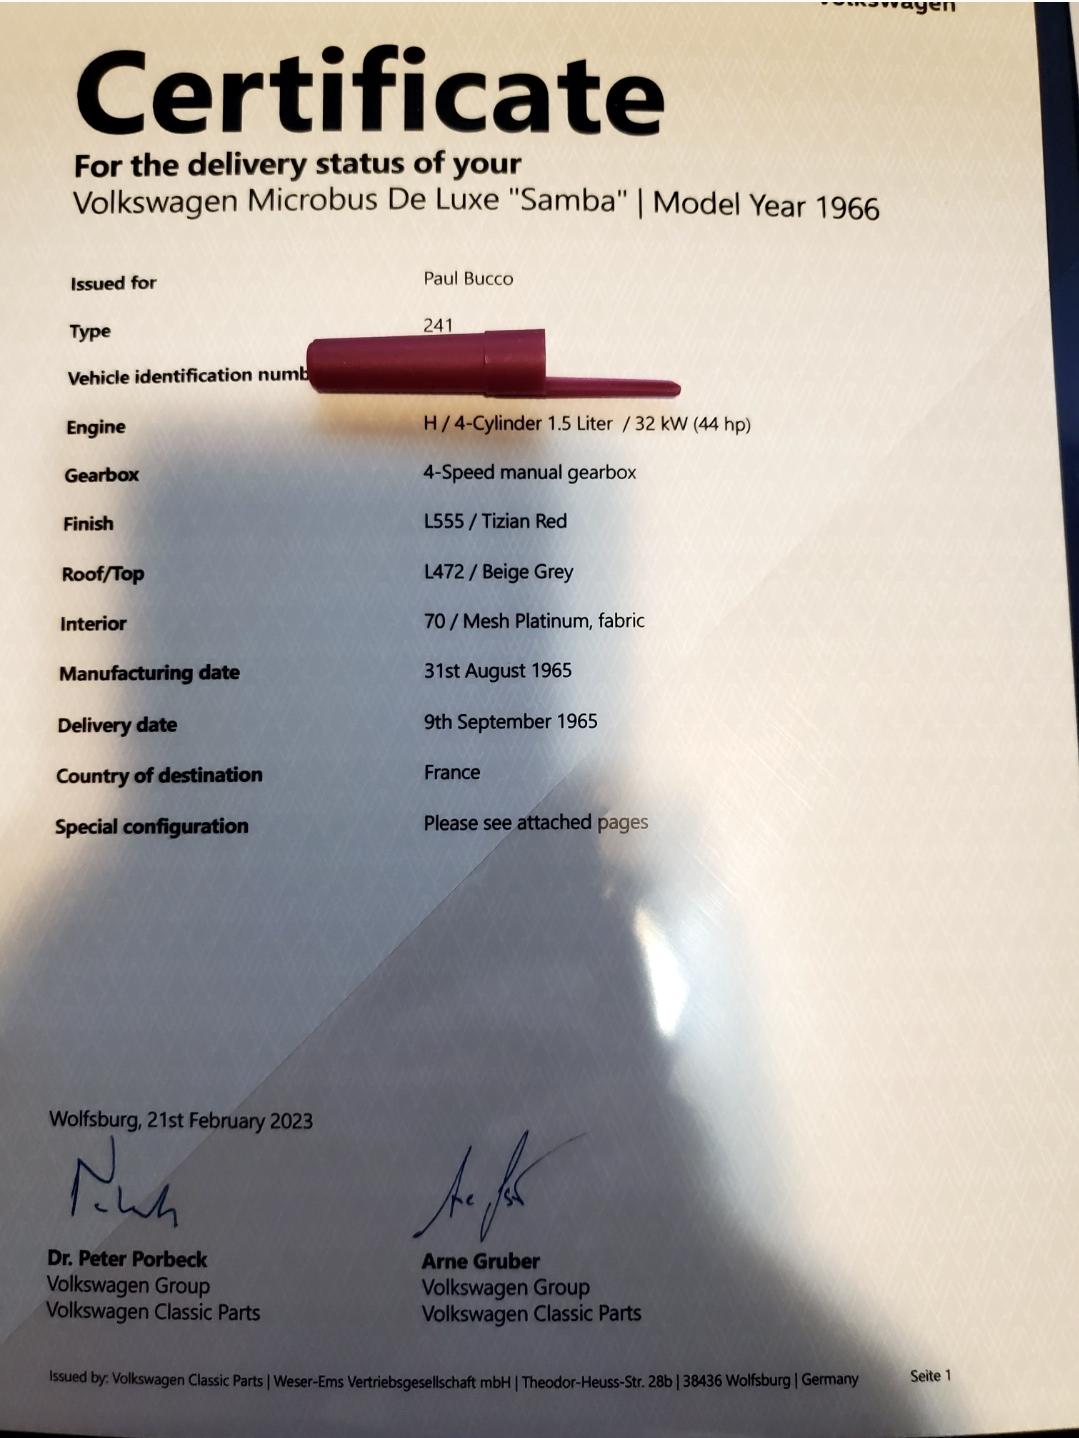 Certificate
For the delivery status of your
Volkswagen Microbus De Luxe "Samba" | Model Year 1966
Issued for Paul Bucco
Type 241
Vehicle identification numb
Engine H / 4-Cylinder 1.5 Liter / 32 kW (44 hp)
Gearbox 4-Speed manual gearbox
Finish L555 / Tizian Red
Roof/Top L472 / Beige Grey
Interior 70 / Mesh Platinum, fabric
Manufacturing date 31st August 1965
Delivery date 9th September 1965
Country of destination France
Special configuration Please see attached pages
Wolfsburg, 21st February 2023
Dr. Peter Porbeck Arne Gruber
Volkswagen Group Volkswagen Group
Volkswagen Classic Parts Volkswagen Classic Parts
Issued by: Volkswagen Classic Parts | Weser-Ems Vertriebsgesellschaft mbH | Theodor-Heuss-Str. 28b | 38436 Wolfsburg | Germany Seite 1